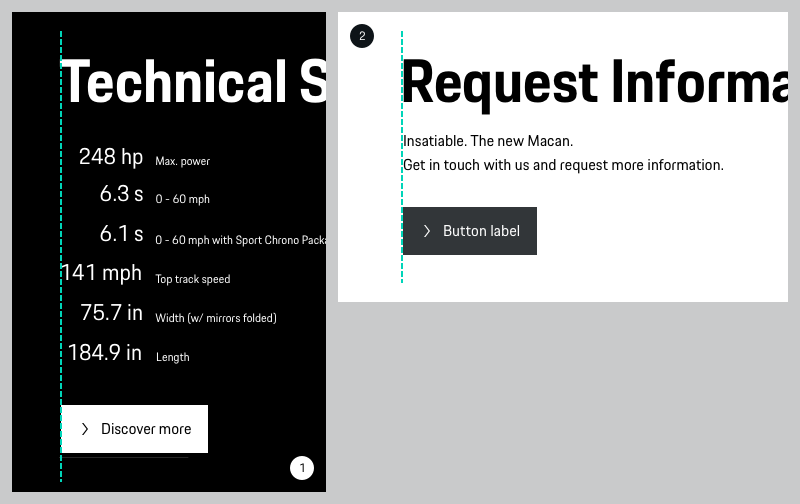 Technical S
248 hp Max. power
6.3 s 0 - 60 mph
6.1 s 0 - 60 mph with Sport Chrono Packa
141 mph Top track speed
75.7 in Width (w/ mirrors folded)
184.9 in Length
Discover more
1
2
Request Informa
Insatiable. The new Macan.
Get in touch with us and request more information.
Button label